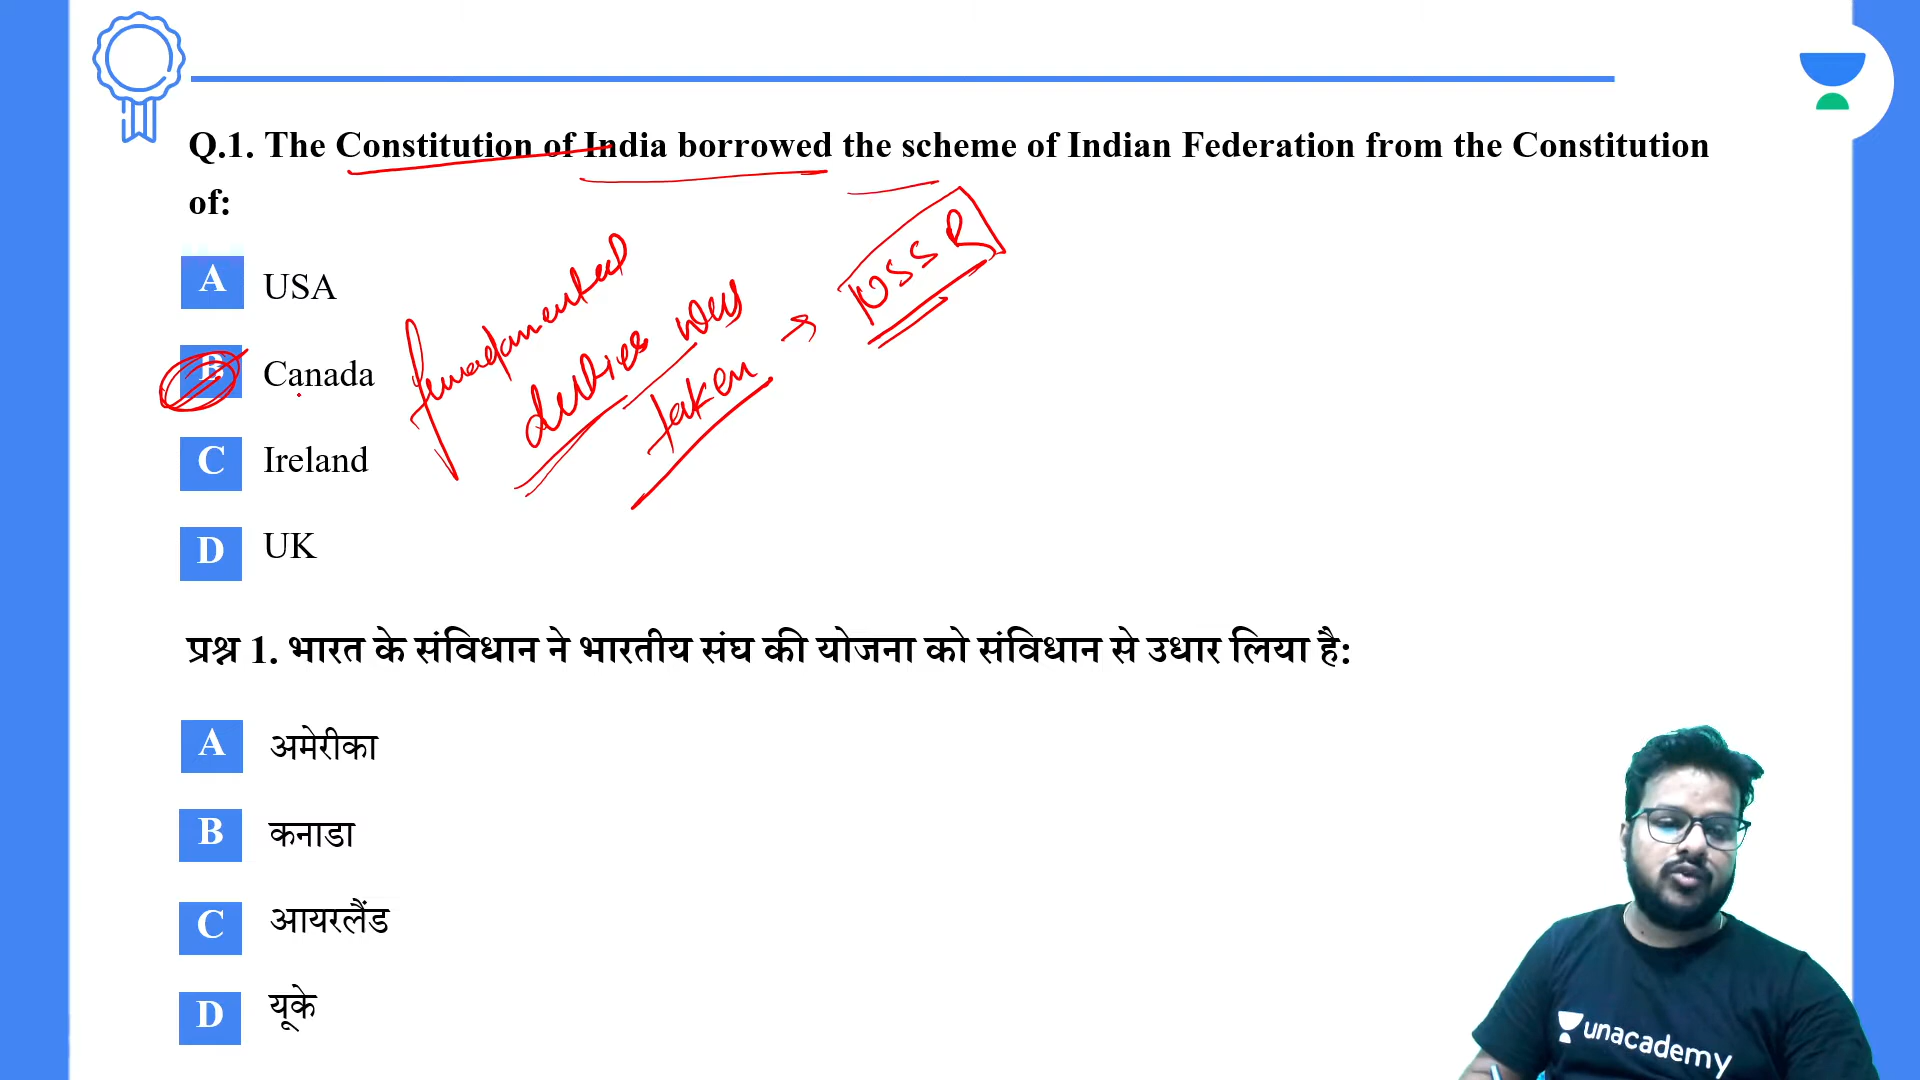 Q.1. The Constitution of India borrowed the scheme of Indian Federation from the Constitution
of:
A USA
B Canada
C Ireland
D UK
fundamental
duties was
taken → USSR
प्रश्न 1. भारत के संविधान ने भारतीय संघ की योजना को संविधान से उधार लिया है:
A अमेरीका
B कनाडा
C आयरलैंड
D यूके
unacademy